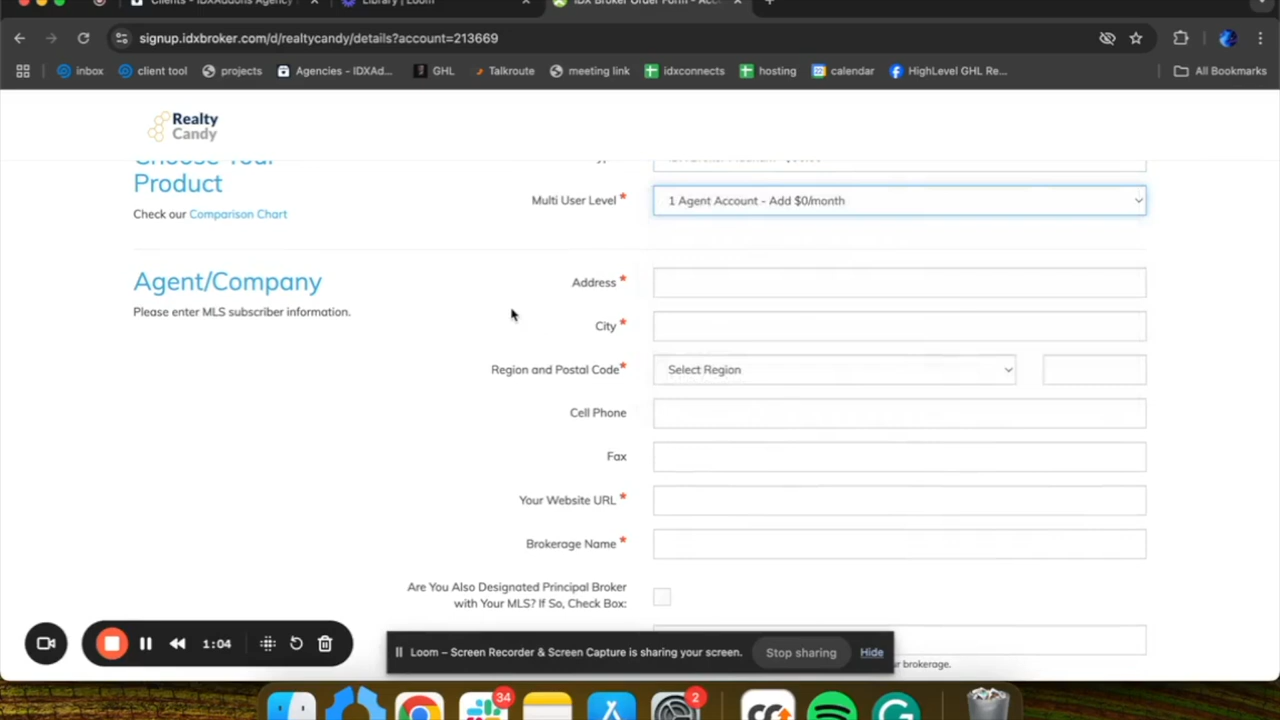 Clients - IDXAddons Agency
Library | Loom
IDX Broker Order Form - Acc
signup.idxbroker.com/d/realtycandy/details?account=213669
inbox
client tool
projects
Agencies - IDXAd...
GHL
Talkroute
meeting link
idxconnects
hosting
calendar
HighLevel GHL Re...
All Bookmarks
Realty
Candy
Choose Your
Product
Check our Comparison Chart
Multi User Level *
1 Agent Account - Add $0/month
Agent/Company
Please enter MLS subscriber information.
Address *
City *
Region and Postal Code*
Select Region
Cell Phone
Fax
Your Website URL *
Brokerage Name *
Are You Also Designated Principal Broker
with Your MLS? If So, Check Box:
1:04
Loom – Screen Recorder & Screen Capture is sharing your screen.
Stop sharing
Hide
ur brokerage.
34
2